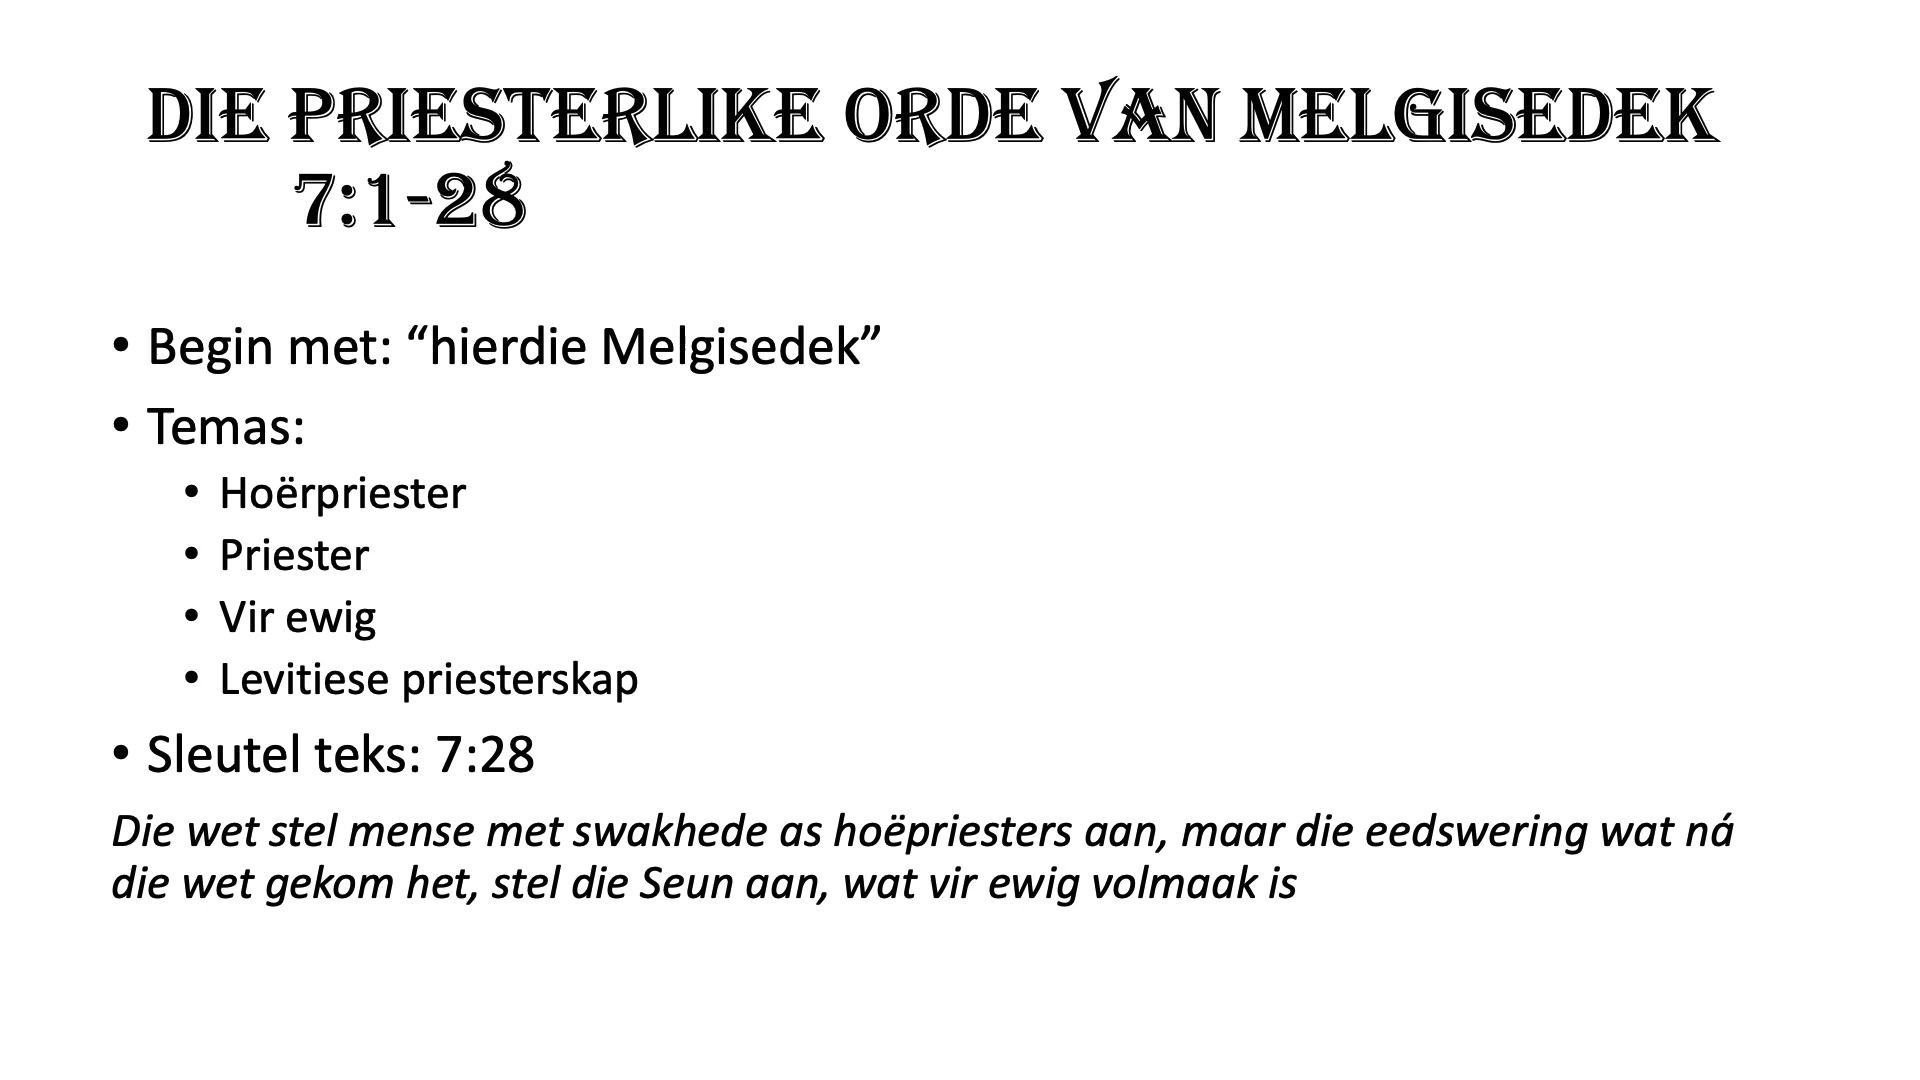 DIE PRIESTERLIKE ORDE VAN MELGISEDEK
7:1-28
• Begin met: “hierdie Melgisedek”
• Temas:
• Hoërpriester
• Priester
• Vir ewig
• Levitiese priesterskap
• Sleutel teks: 7:28
Die wet stel mense met swakhede as hoëpriesters aan, maar die eedswering wat ná
die wet gekom het, stel die Seun aan, wat vir ewig volmaak is